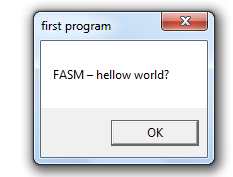 first program
FASM – hellow world?
OK